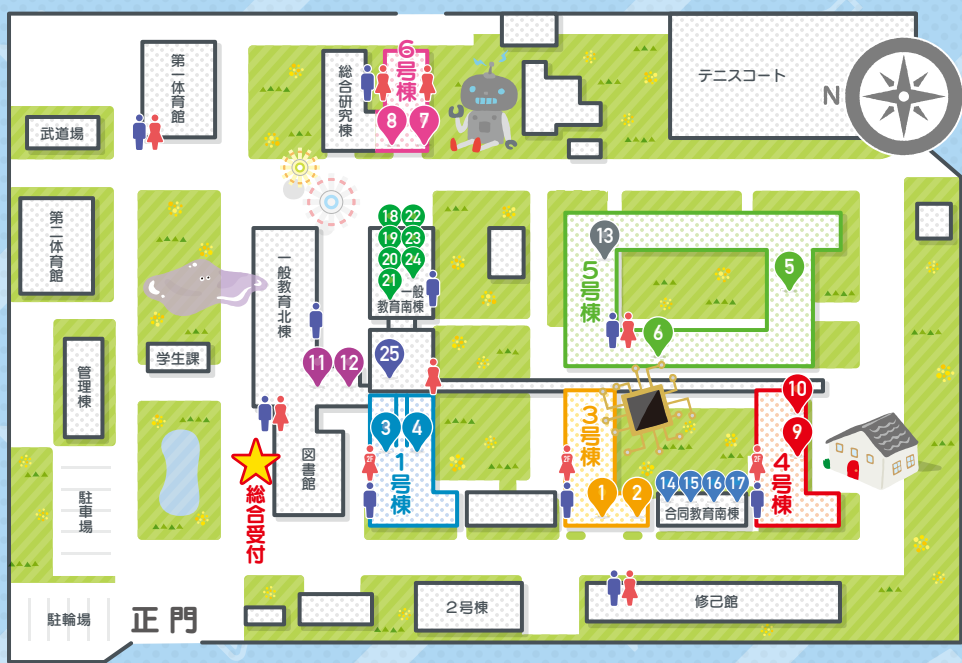 第一体育館
武道場
総合研究棟
6号棟
8
7
テニスコート
N
第二体育館
一般教育北棟
18
22
19
23
20
24
21
一般
教育南棟
13
5号棟
5
6
学生課
管理棟
11
12
25
10
9
3
4
1号棟
2F
3号棟
2F
1
2
14
15
16
17
合同教育南棟
2F
4号棟
図書館
総合受付
駐車場
駐輪場
正門
2号棟
修己館